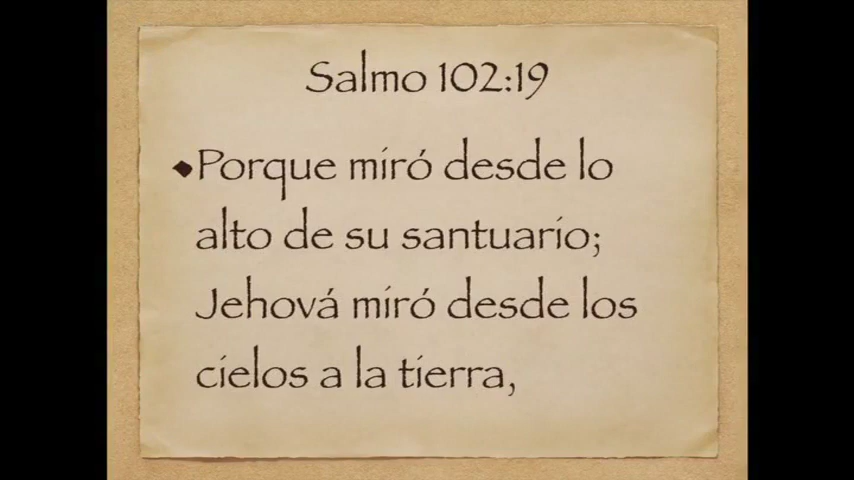 Salmo 102:19
◆Porque miró desde lo
alto de su santuario;
Jehová miró desde los
cielos a la tierra,